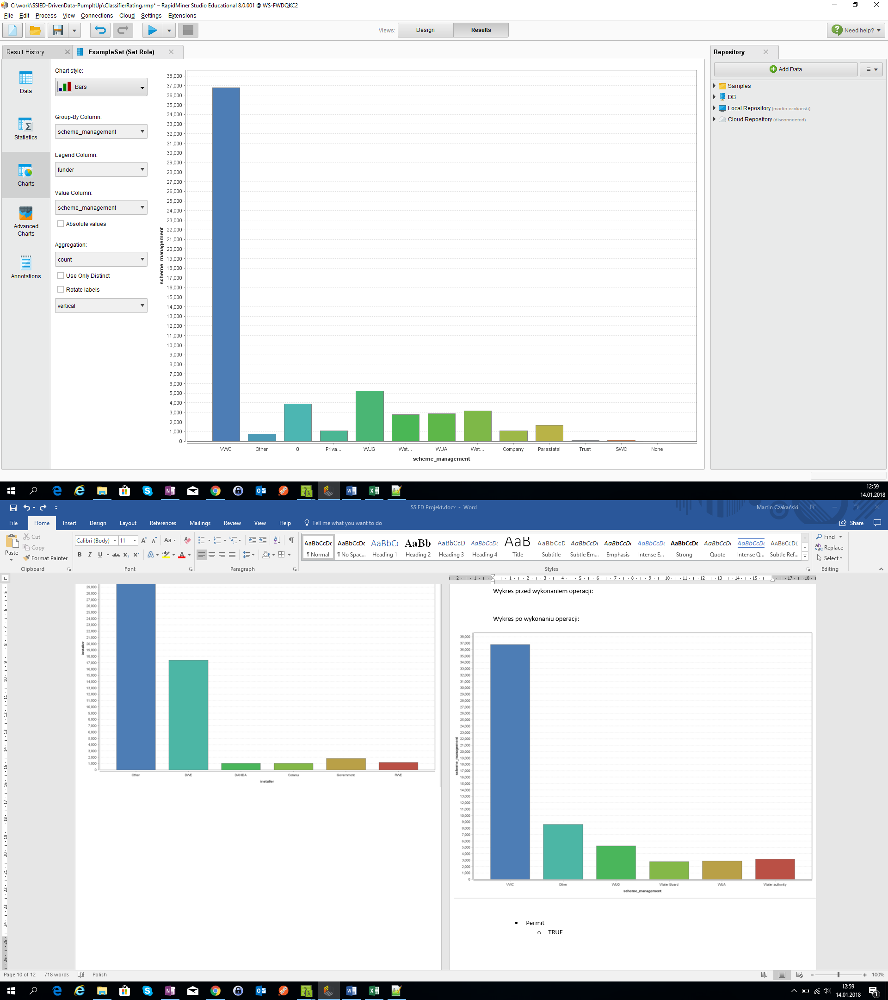 C:\work\SSIED-DrivenData-PumpItUp\ClassifierRating.rmp* – RapidMiner Studio Educational 8.0.001 @ WS-FWDQKC2
File Edit Process View Connections Cloud Settings Extensions
Views: Design Results
Need help?
Result History
ExampleSet (Set Role)
Repository
Data
Statistics
Charts
Advanced
Charts
Annotations
Chart style:
Bars
Group-By Column:
scheme_management
Legend Column:
funder
Value Column:
scheme_management
Absolute values
Aggregation:
count
Use Only Distinct
Rotate labels
vertical
38,000
37,000
36,000
35,000
34,000
33,000
32,000
31,000
30,000
29,000
28,000
27,000
26,000
25,000
24,000
23,000
22,000
21,000
20,000
19,000
18,000
17,000
16,000
15,000
14,000
13,000
12,000
11,000
10,000
9,000
8,000
7,000
6,000
5,000
4,000
3,000
2,000
1,000
0
scheme_management
VWC Other 0 Priva... WUG Wat... WUA Wat... Company Parastatal Trust SWC None
scheme_management
Add Data
Samples
DB
Local Repository (martin.czakanski)
Cloud Repository (disconnected)
12:59
14.01.2018
SSIED Projekt.docx - Word
Martin Czakański
File Home Insert Design Layout References Mailings Review View Help Tell me what you want to do
Share
Paste
Cut
Copy
Format Painter
Clipboard
Calibri (Body) 11
Font
Paragraph
¶ Normal ¶ No Spac... Heading 1 Heading 2 Heading 3 Heading 4 Title Subtitle Subtle Em... Emphasis Intense E... Strong Quote Intense Q... Subtle Ref...
Styles
Find
Replace
Select
Editing
29,000
28,000
27,000
26,000
25,000
24,000
23,000
22,000
21,000
20,000
19,000
18,000
17,000
16,000
15,000
14,000
13,000
12,000
11,000
10,000
9,000
8,000
7,000
6,000
5,000
4,000
3,000
2,000
1,000
0
installer
Other DWE DANIDA Commu Government RWE
installer
Wykres przed wykonaniem operacji:
Wykres po wykonaniu operacji:
38,000
37,000
36,000
35,000
34,000
33,000
32,000
31,000
30,000
29,000
28,000
27,000
26,000
25,000
24,000
23,000
22,000
21,000
20,000
19,000
18,000
17,000
16,000
15,000
14,000
13,000
12,000
11,000
10,000
9,000
8,000
7,000
6,000
5,000
4,000
3,000
2,000
1,000
0
scheme_management
VWC Other WUG Water Board WUA Water authority
scheme_management
Permit
TRUE
Page 10 of 12 718 words Polish
100%
12:59
14.01.2018